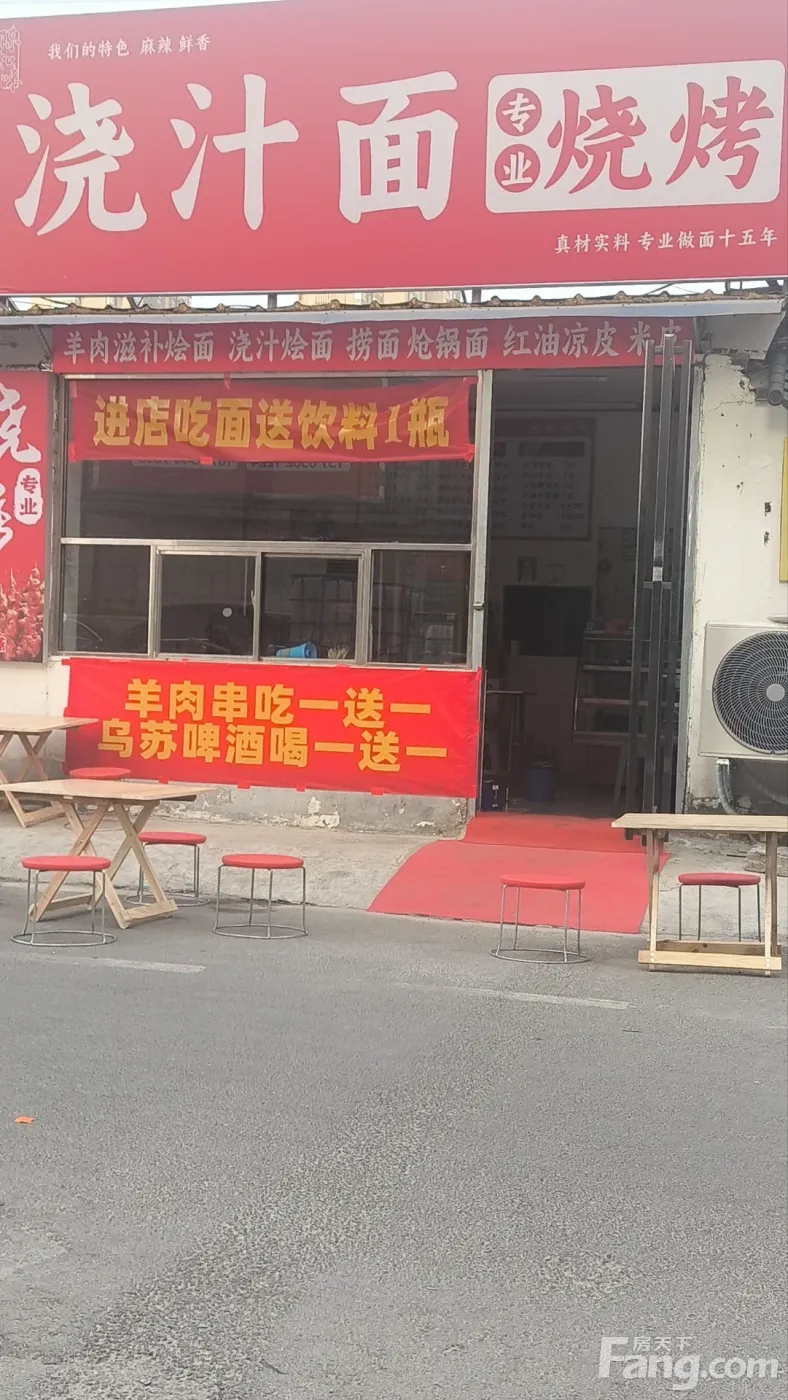 我们的特色 麻辣 鲜香
浇汁面
专业
烧烤
真材实料 专业做面十五年
羊肉滋补烩面 浇汁烩面 捞面 炝锅面 红油凉皮 米皮
进店吃面送饮料1瓶
专业
羊肉串吃一送一
乌苏啤酒喝一送一
房天下
Fang.com